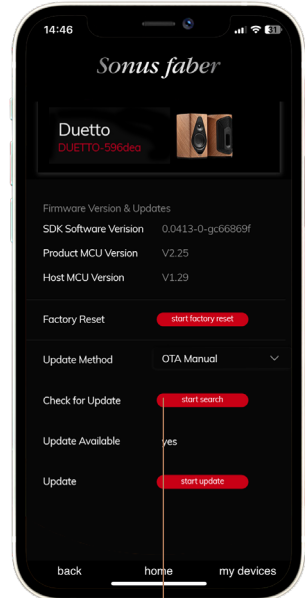 14:46
31
Sonus faber
Duetto
DUETTO-596dea
Firmware Version & Updates
SDK Software Verision 0.0413-0-gc66869f
Product MCU Version V2.25
Host MCU Version V1.29
Factory Reset start factory reset
Update Method OTA Manual
Check for Update start search
Update Available yes
Update start update
back home my devices